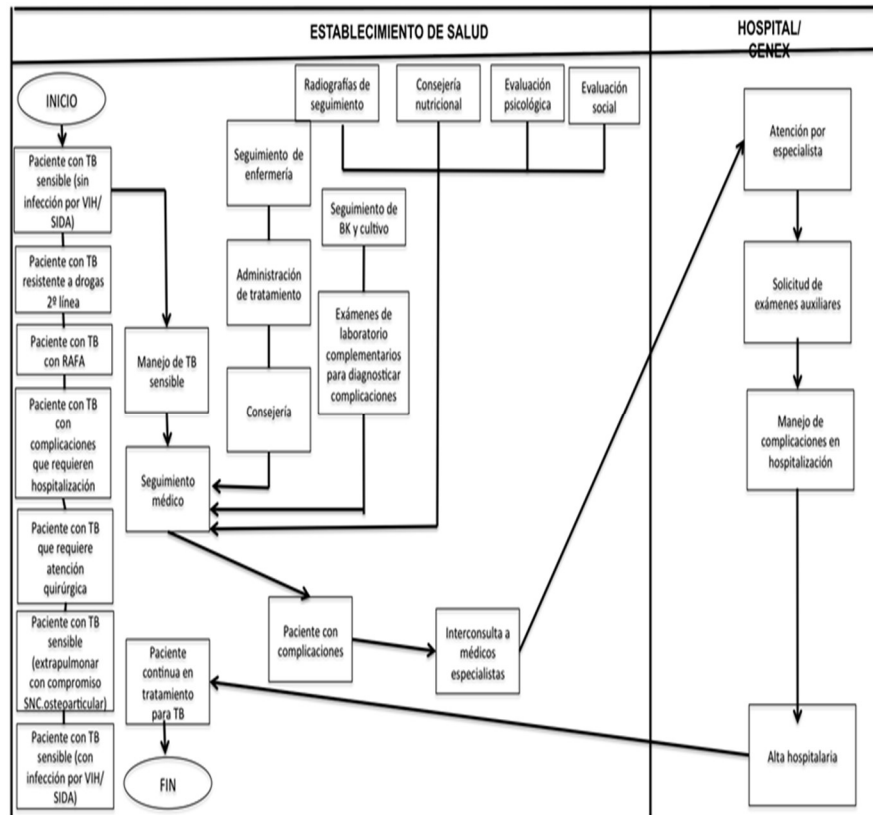 ESTABLECIMIENTO DE SALUD
HOSPITAL/
CENEX
INICIO
Paciente con TB
sensible (sin
infección por VIH/
SIDA)
Paciente con TB
resistente a drogas
2º línea
Paciente con TB
con RAFA
Paciente con TB
con
complicaciones
que requieren
hospitalización
Paciente con TB
que requiere
atención
quirúrgica
Paciente con TB
sensible
(extrapulmonar
con compromiso
SNC.osteoarticular)
Paciente con TB
sensible (con
infección por VIH/
SIDA)
Manejo de TB
sensible
Seguimiento
médico
Paciente
continua en
tratamiento
para TB
FIN
Seguimiento de
enfermería
Administración
de tratamiento
Consejería
Radiografías de
seguimiento
Consejería
nutricional
Evaluación
psicológica
Evaluación
social
Seguimiento de
BK y cultivo
Exámenes de
laboratorio
complementarios
para diagnosticar
complicaciones
Paciente con
complicaciones
Interconsulta a
médicos
especialistas
Atención por
especialista
Solicitud de
exámenes auxiliares
Manejo de
complicaciones en
hospitalización
Alta hospitalaria